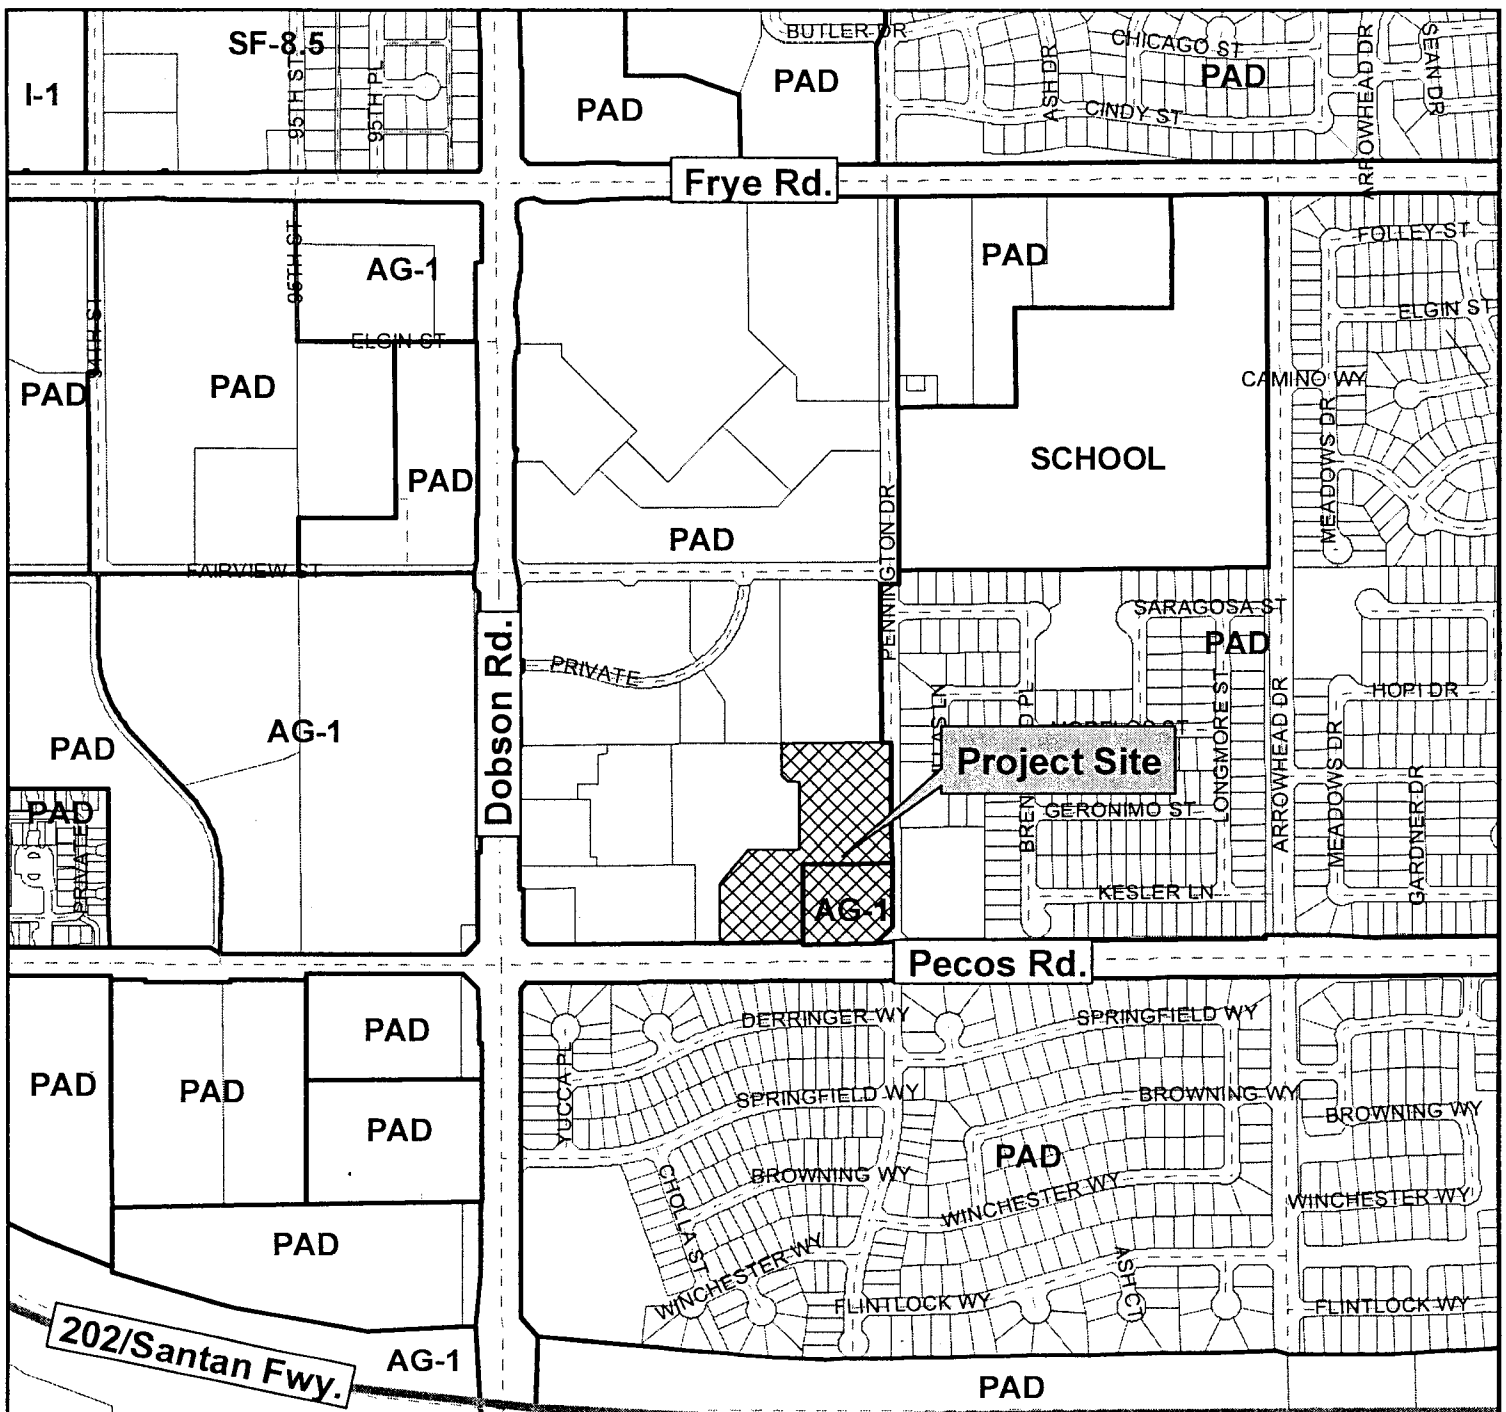 SF-8.5
I-1
95TH ST
95TH PL
PAD
BUTLER DR
PAD
CHICAGO ST
PAD
ASH DR
CINDY ST
ARROWHEAD DR
SEAN DR
Frye Rd.
94TH ST
95TH ST
AG-1
ELGIN ST
PAD
PAD
PAD
FAIRVIEW ST
PAD
PAD
SCHOOL
FOLLEY ST
ELGIN ST
CAMINO WY
MEADOWS DR
PENNINGTON DR
Dobson Rd.
PRIVATE
SARAGOSA ST
PAD
HOPI DR
LONGMORE ST
ARROWHEAD DR
MEADOWS DR
GARDNER DR
PAD
AG-1
PAD
PRIVATE
Project Site
GERONIMO ST
KESLER LN
AG-1
Pecos Rd.
PAD
PAD
PAD
PAD
PAD
DERRINGER WY
SPRINGFIELD WY
YUCCA PL
SPRINGFIELD WY
BROWNING WY
BROWNING WY
PAD
BROWNING WY
WINCHESTER WY
WINCHESTER WY
CHOLLA ST
WINCHESTER WY
ASH CT
FLINTLOCK WY
FLINTLOCK WY
202/Santan Fwy.
AG-1
PAD